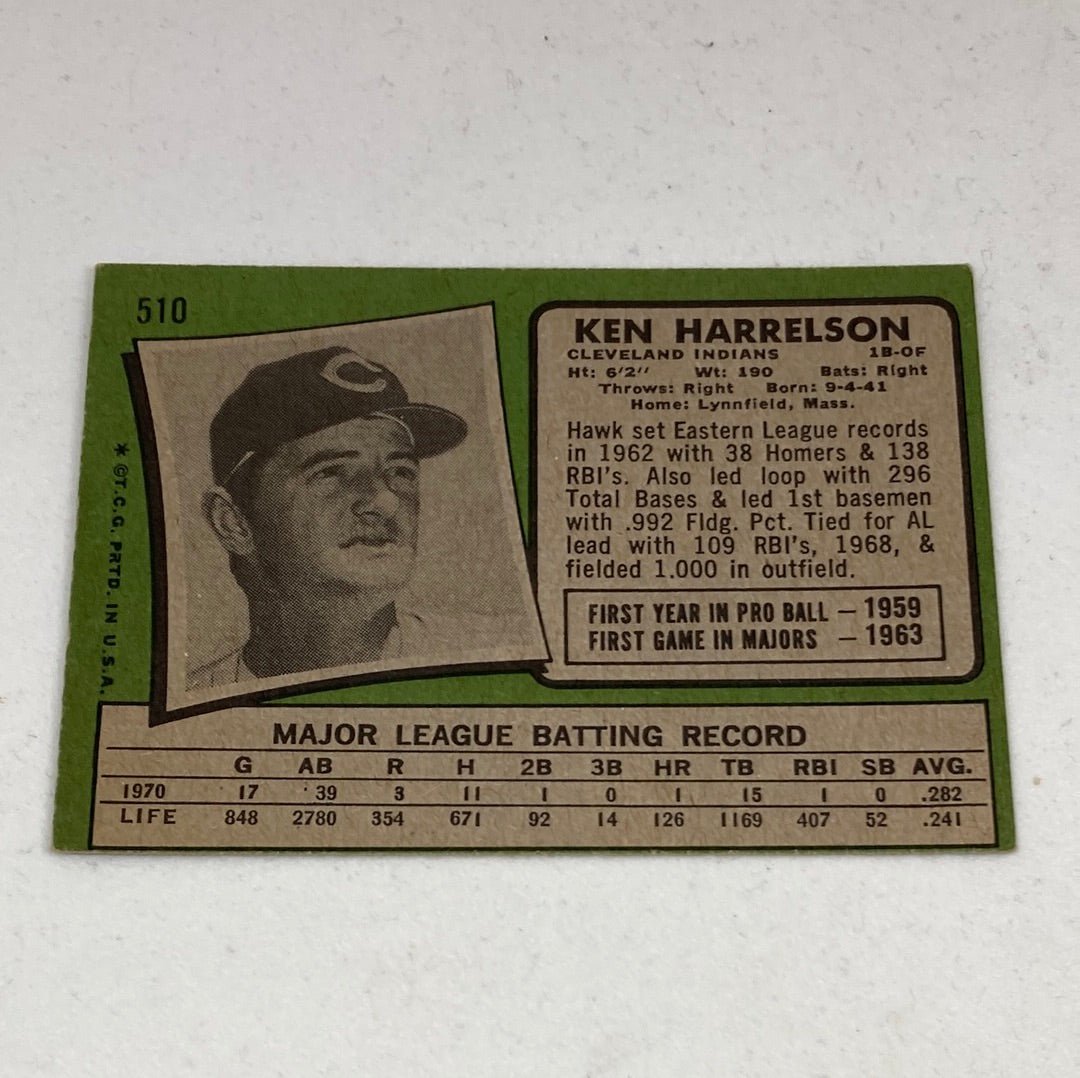 510
C
* ©T.C.G. PRTD. IN U.S.A.
KEN HARRELSON
CLEVELAND INDIANS 1B-OF
Ht: 6'2" Wt: 190 Bats: Right
Throws: Right Born: 9-4-41
Home: Lynnfield, Mass.
Hawk set Eastern League records
in 1962 with 38 Homers & 138
RBI's. Also led loop with 296
Total Bases & led 1st basemen
with .992 Fldg. Pct. Tied for AL
lead with 109 RBI's, 1968, &
fielded 1.000 in outfield.
FIRST YEAR IN PRO BALL — 1959
FIRST GAME IN MAJORS — 1963
MAJOR LEAGUE BATTING RECORD
G AB R H 2B 3B HR TB RBI SB AVG.
1970 17 39 3 11 1 0 1 15 1 0 .282
LIFE 848 2780 354 671 92 14 126 1169 407 52 .241